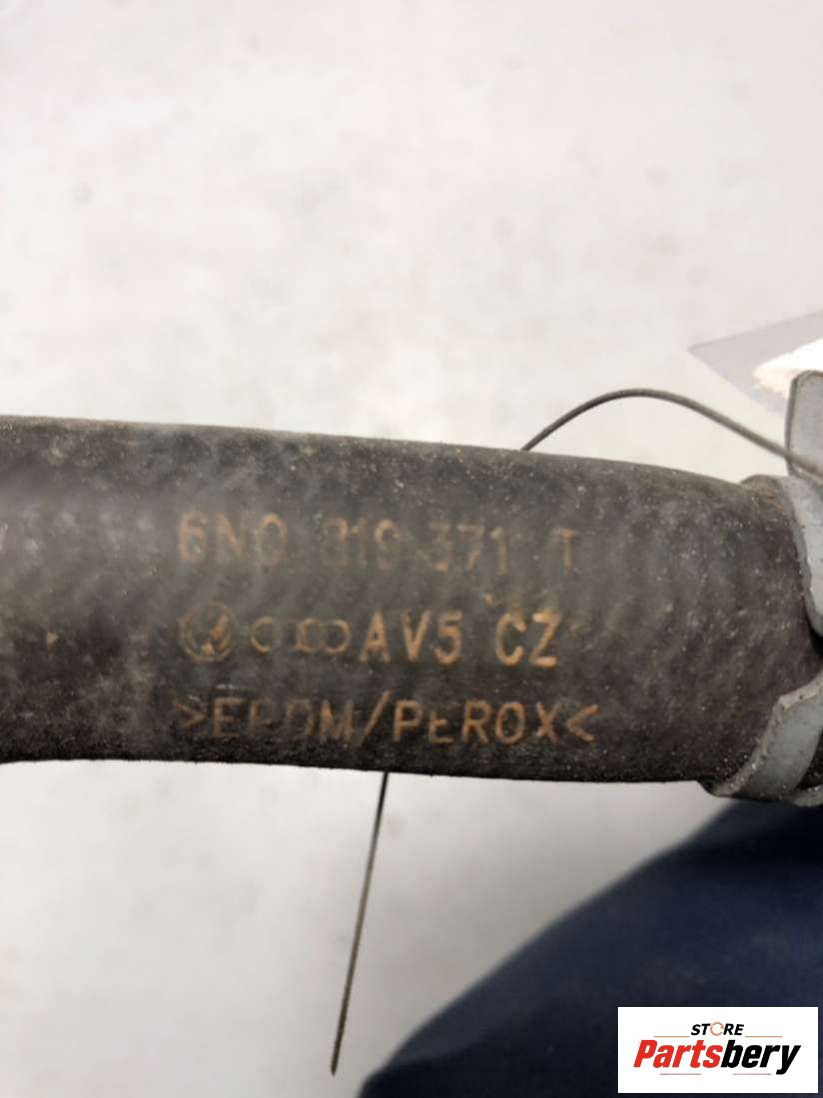 6N0 819 371 T
AV5 CZ
>EPDM/PEROX<
STORE
Partsbery